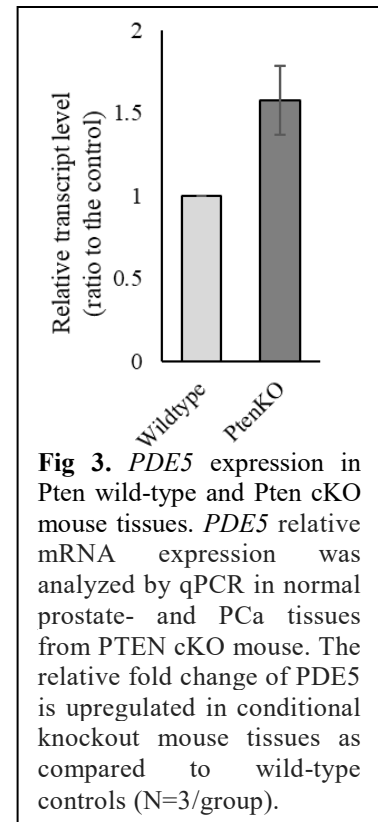 2
1.5
1
0.5
0
Relative transcript level
(ratio to the control)
Wildtype
PtenKO
Fig 3. PDE5 expression in
Pten wild-type and Pten cKO
mouse tissues. PDE5 relative
mRNA expression was
analyzed by qPCR in normal
prostate- and PCa tissues
from PTEN cKO mouse. The
relative fold change of PDE5
is upregulated in conditional
knockout mouse tissues as
compared to wild-type
controls (N=3/group).